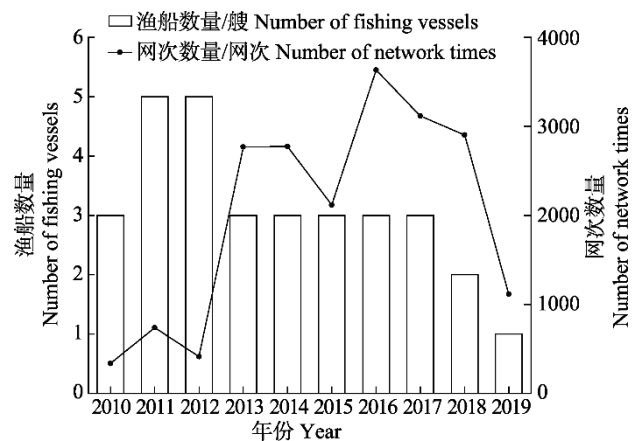 渔船数量/艘 Number of fishing vessels
网次数量/网次 Number of network times
6
5
4
3
2
1
0
渔船数量
Number of fishing vessels
4000
3000
2000
1000
0
网次数量
Number of network times
2010 2011 2012 2013 2014 2015 2016 2017 2018 2019
年份 Year